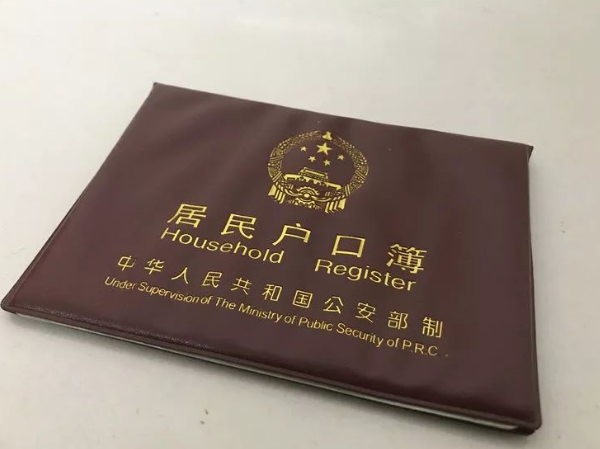 居民户口簿
Household Register
中华人民共和国公安部制
Under Supervision of The Ministry of Public Security of P.R.C